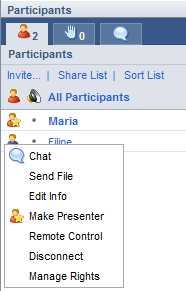 Participants
2 0
Participants
Invite... | Share List | Sort List
All Participants
Maria
Filipe
Chat
Send File
Edit Info
Make Presenter
Remote Control
Disconnect
Manage Rights